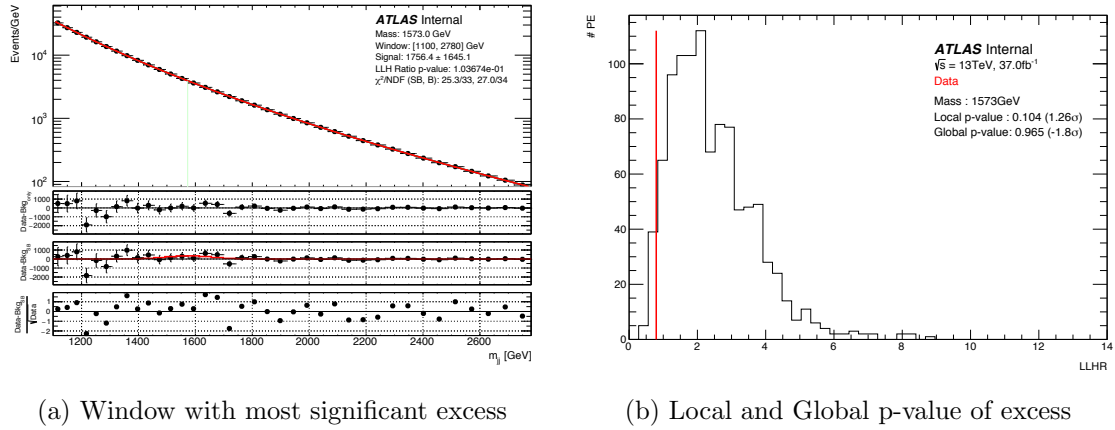 Events/GeV
10⁴
10³
10²
ATLAS Internal
Mass: 1573.0 GeV
Window: [1100, 2780] GeV
Signal: 1756.4 ± 1645.1
LLH Ratio p-value: 1.03674e-01
χ²/NDF (SB, B): 25.3/33, 27.0/34
Data-Bkg only
1000
0
-1000
-2000
Data-Bkg SB
1000
0
-1000
-2000
Data-Bkg SB
√Data
1
0
-1
-2
1200 1400 1600 1800 2000 2200 2400 2600
m jj [GeV]
(a) Window with most significant excess
# PE
120
100
80
60
40
20
0
ATLAS Internal
√s = 13TeV, 37.0fb⁻¹
Data
Mass : 1573GeV
Local p-value : 0.104 (1.26σ)
Global p-value: 0.965 (-1.8σ)
0 2 4 6 8 10 12 14
LLHR
(b) Local and Global p-value of excess